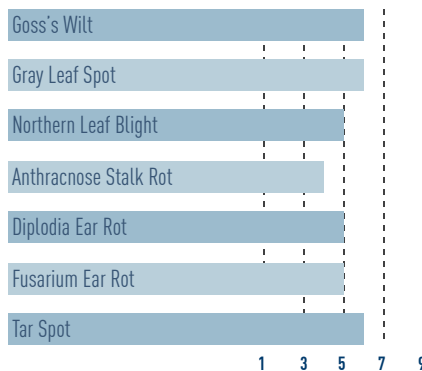 Goss's Wilt
Gray Leaf Spot
Northern Leaf Blight
Anthracnose Stalk Rot
Diplodia Ear Rot
Fusarium Ear Rot
Tar Spot
1 3 5 7 9